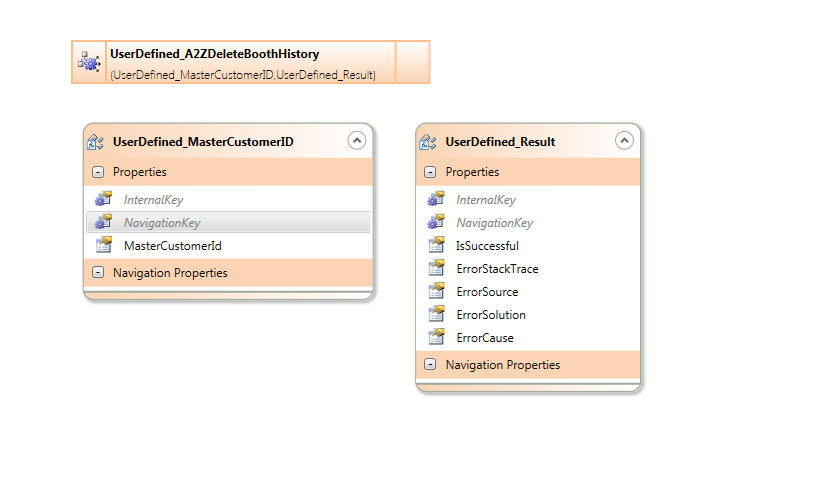 UserDefined_A2ZDeleteBoothHistory
(UserDefined_MasterCustomerID,UserDefined_Result)
UserDefined_MasterCustomerID
Properties
InternalKey
NavigationKey
MasterCustomerId
Navigation Properties
UserDefined_Result
Properties
InternalKey
NavigationKey
IsSuccessful
ErrorStackTrace
ErrorSource
ErrorSolution
ErrorCause
Navigation Properties